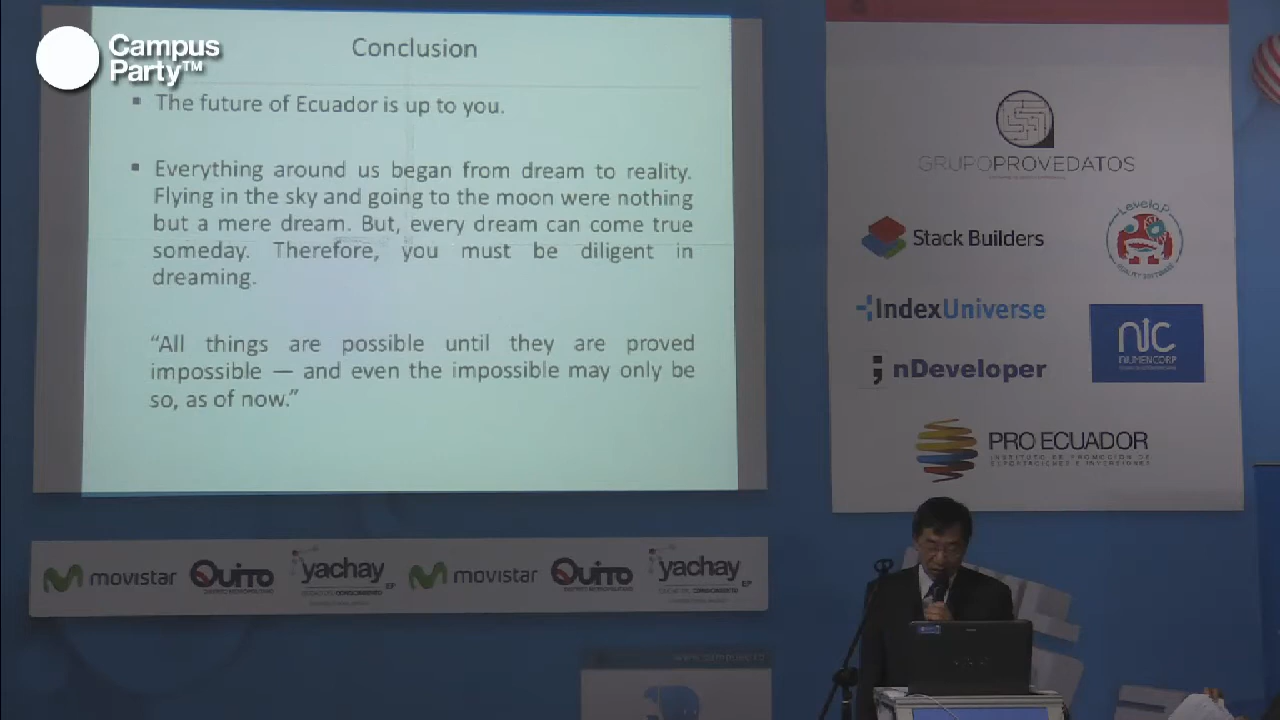 Campus
Party™
Conclusion
▪ The future of Ecuador is up to you.
▪ Everything around us began from dream to reality.
Flying in the sky and going to the moon were nothing
but a mere dream. But, every dream can come true
someday. Therefore, you must be diligent in
dreaming.
“All things are possible until they are proved
impossible — and even the impossible may only be
so, as of now.”
GRUPOPROVEDATOS
Stack Builders
IndexUniverse
nDeveloper
NIC
NIUMENCORP
PRO ECUADOR
INSTITUTO DE PROMOCIÓN DE
EXPORTACIONES E INVERSIONES
movistar QUITO yachay EP movistar QUITO yachay EP